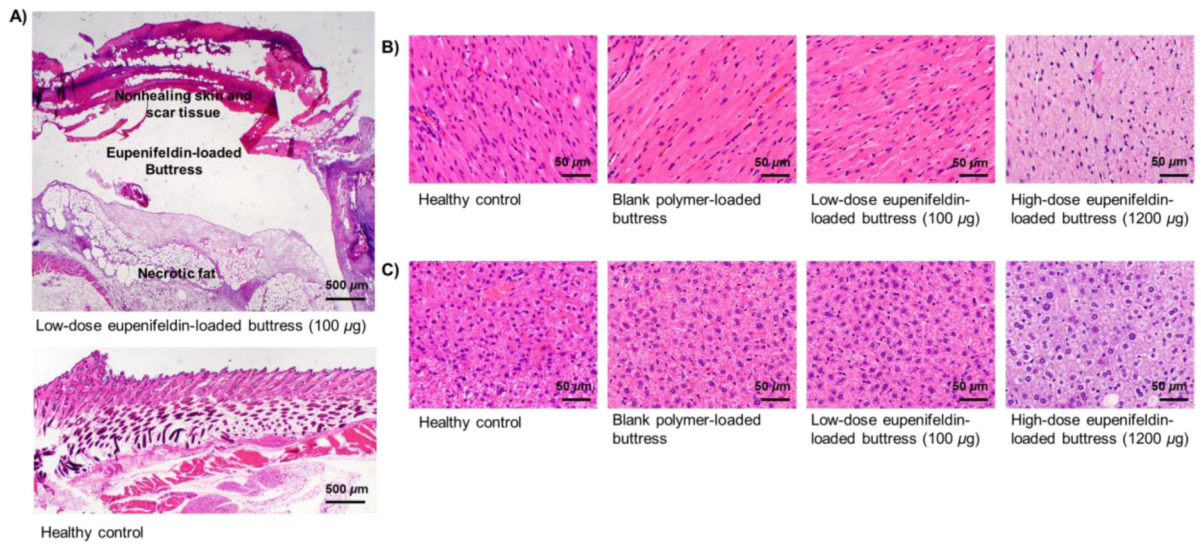 A)
Nonhealing skin and
scar tissue
Eupenifeldin-loaded
Buttress
Necrotic fat
500 µm
Low-dose eupenifeldin-loaded buttress (100 µg)
500 µm
Healthy control
B)
50 µm
50 µm
50 µm
50 µm
Healthy control
Blank polymer-loaded
buttress
Low-dose eupenifeldin-
loaded buttress (100 µg)
High-dose eupenifeldin-
loaded buttress (1200 µg)
C)
50 µm
50 µm
50 µm
50 µm
Healthy control
Blank polymer-loaded
buttress
Low-dose eupenifeldin-
loaded buttress (100 µg)
High-dose eupenifeldin-
loaded buttress (1200 µg)